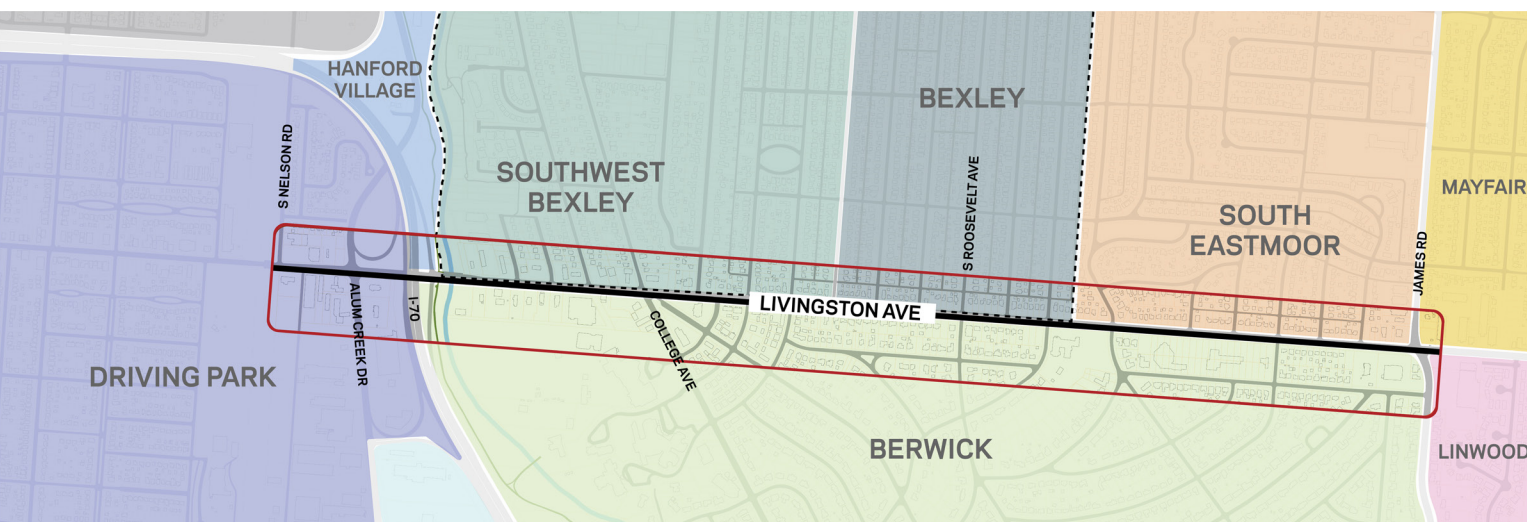 HANFORD
VILLAGE
BEXLEY
S NELSON RD
SOUTHWEST
BEXLEY
S ROOSEVELT AVE
MAYFAIR
SOUTH
EASTMOOR
JAMES RD
ALUM CREEK DR
I-70
LIVINGSTON AVE
COLLEGE AVE
DRIVING PARK
BERWICK
LINWOOD